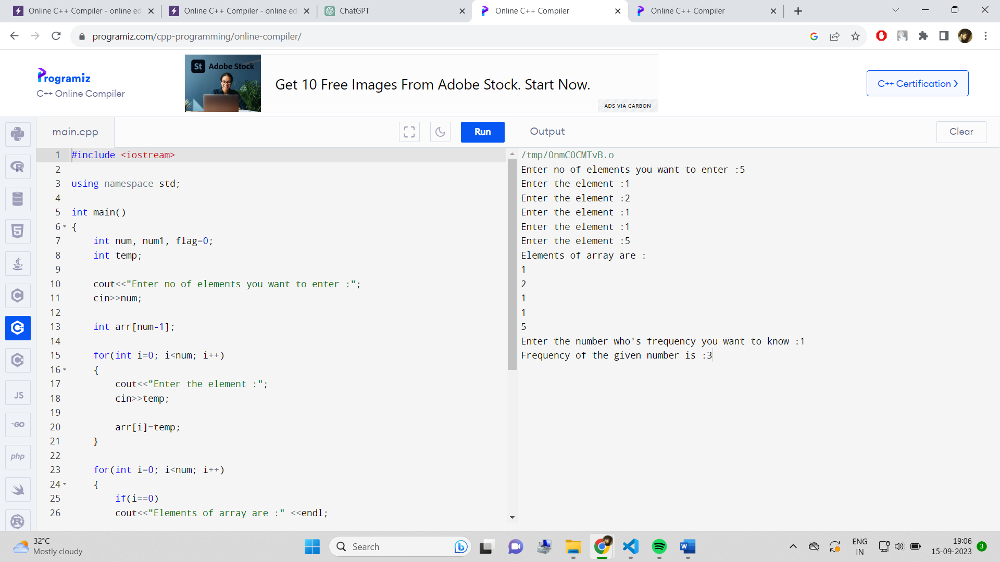 Online C++ Compiler - online ed
Online C++ Compiler - online ed
ChatGPT
Online C++ Compiler
Online C++ Compiler
programiz.com/cpp-programming/online-compiler/
Programiz
C++ Online Compiler
St Adobe Stock
Get 10 Free Images From Adobe Stock. Start Now.
ADS VIA CARBON
C++ Certification >
main.cpp
Run
Output
Clear
1 #include <iostream>
2
3 using namespace std;
4
5 int main()
6 {
7 int num, num1, flag=0;
8 int temp;
9
10 cout<<"Enter no of elements you want to enter :";
11 cin>>num;
12
13 int arr[num-1];
14
15 for(int i=0; i<num; i++)
16 {
17 cout<<"Enter the element :";
18 cin>>temp;
19
20 arr[i]=temp;
21 }
22
23 for(int i=0; i<num; i++)
24 {
25 if(i==0)
26 cout<<"Elements of array are :" <<endl;
/tmp/0nmC0CMTvB.o
Enter no of elements you want to enter :5
Enter the element :1
Enter the element :2
Enter the element :1
Enter the element :1
Enter the element :5
Elements of array are :
1
2
1
1
5
Enter the number who's frequency you want to know :1
Frequency of the given number is :3
R
5
C
C
C
JS
GO
php
32°C
Mostly cloudy
Search
W
ENG
IN
19:06
15-09-2023
3